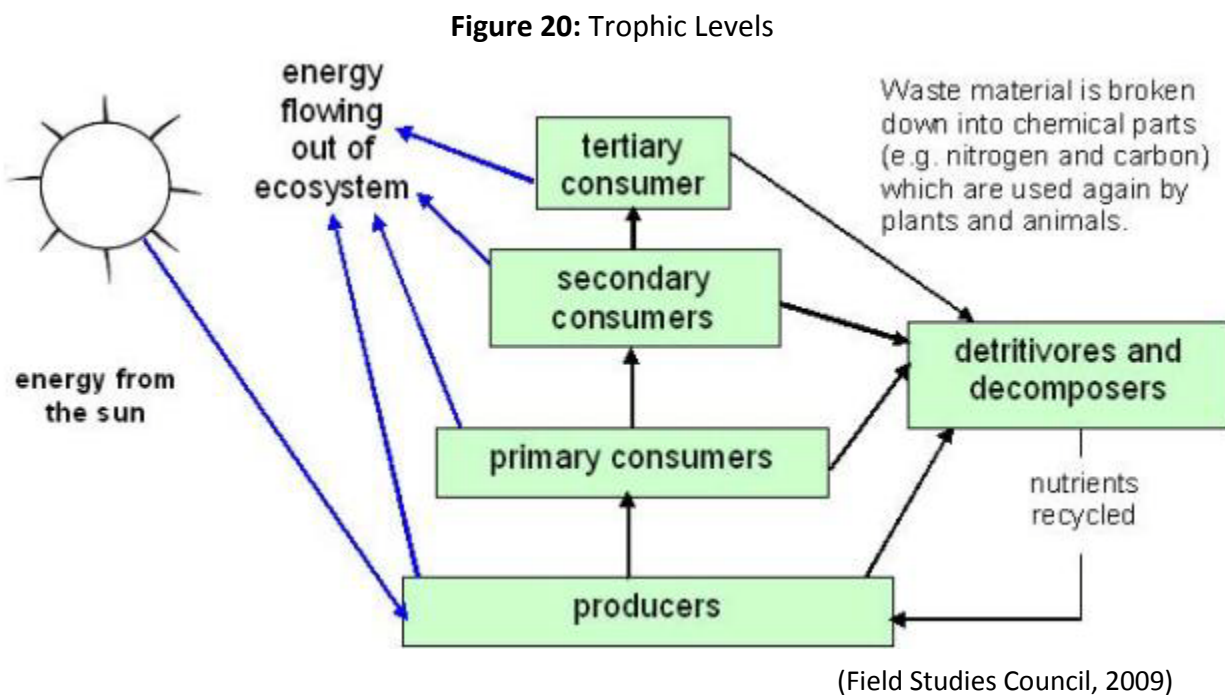 Figure 20: Trophic Levels
energy
flowing
out of
ecosystem
tertiary
consumer
Waste material is broken
down into chemical parts
(e.g. nitrogen and carbon)
which are used again by
plants and animals.
secondary
consumers
detritivores and
decomposers
energy from
the sun
primary consumers
nutrients
recycled
producers
(Field Studies Council, 2009)